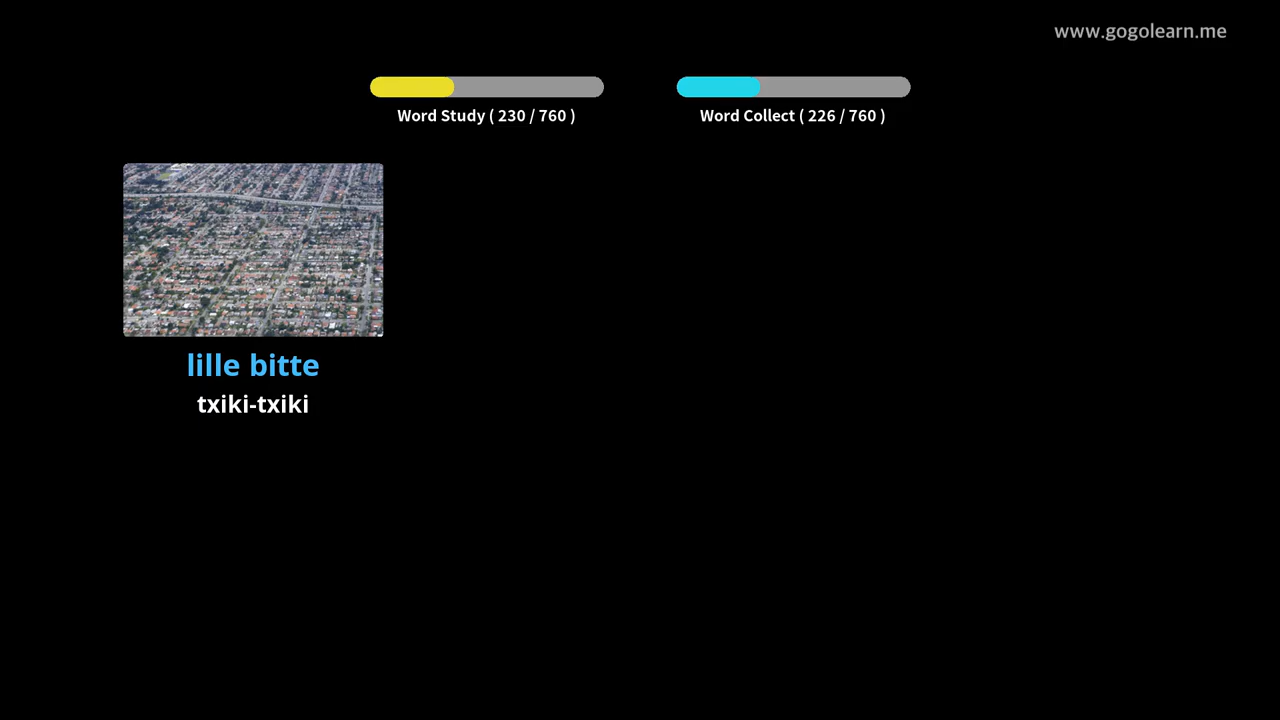 www.gogolearn.me
Word Study ( 230 / 760 )
Word Collect ( 226 / 760 )
lille bitte
txiki-txiki